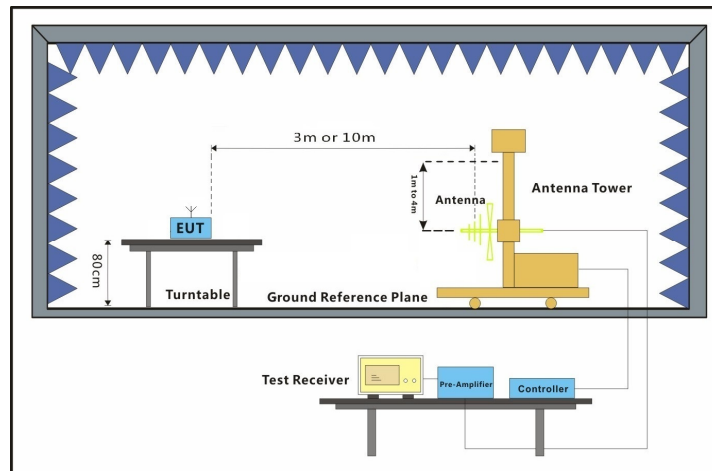 3m or 10m
1m to 4m
Antenna
Antenna Tower
EUT
80cm
Turntable
Ground Reference Plane
Test Receiver
Pre-Amplifier
Controller